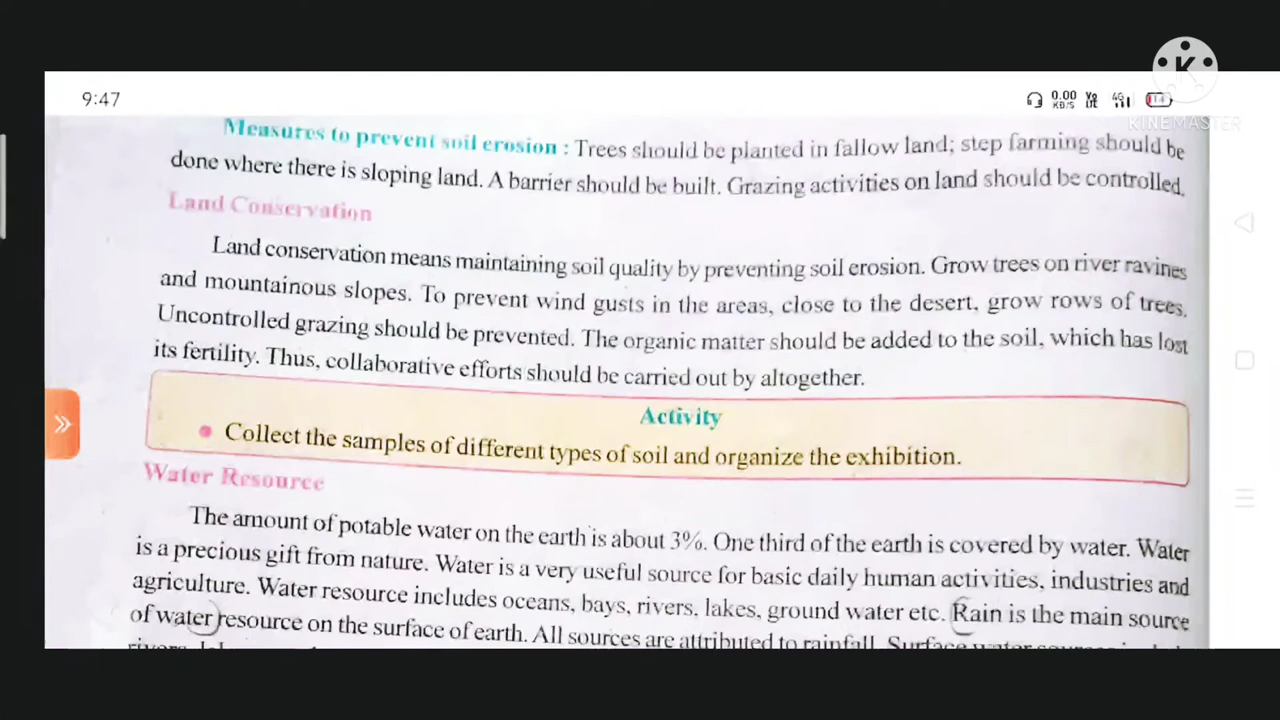 9:47
0.00 KB/S Vo LTE 4G 14
KINEMASTER
Measures to prevent soil erosion : Trees should be planted in fallow land; step farming should be
done where there is sloping land. A barrier should be built. Grazing activities on land should be controlled.
Land Conservation
Land conservation means maintaining soil quality by preventing soil erosion. Grow trees on river ravines
and mountainous slopes. To prevent wind gusts in the areas, close to the desert, grow rows of trees.
Uncontrolled grazing should be prevented. The organic matter should be added to the soil, which has lost
its fertility. Thus, collaborative efforts should be carried out by altogether.
Activity
Collect the samples of different types of soil and organize the exhibition.
Water Resource
The amount of potable water on the earth is about 3%. One third of the earth is covered by water. Water
is a precious gift from nature. Water is a very useful source for basic daily human activities, industries and
agriculture. Water resource includes oceans, bays, rivers, lakes, ground water etc. Rain is the main source
of water resource on the surface of earth. All sources are attributed to rainfall. Surface water